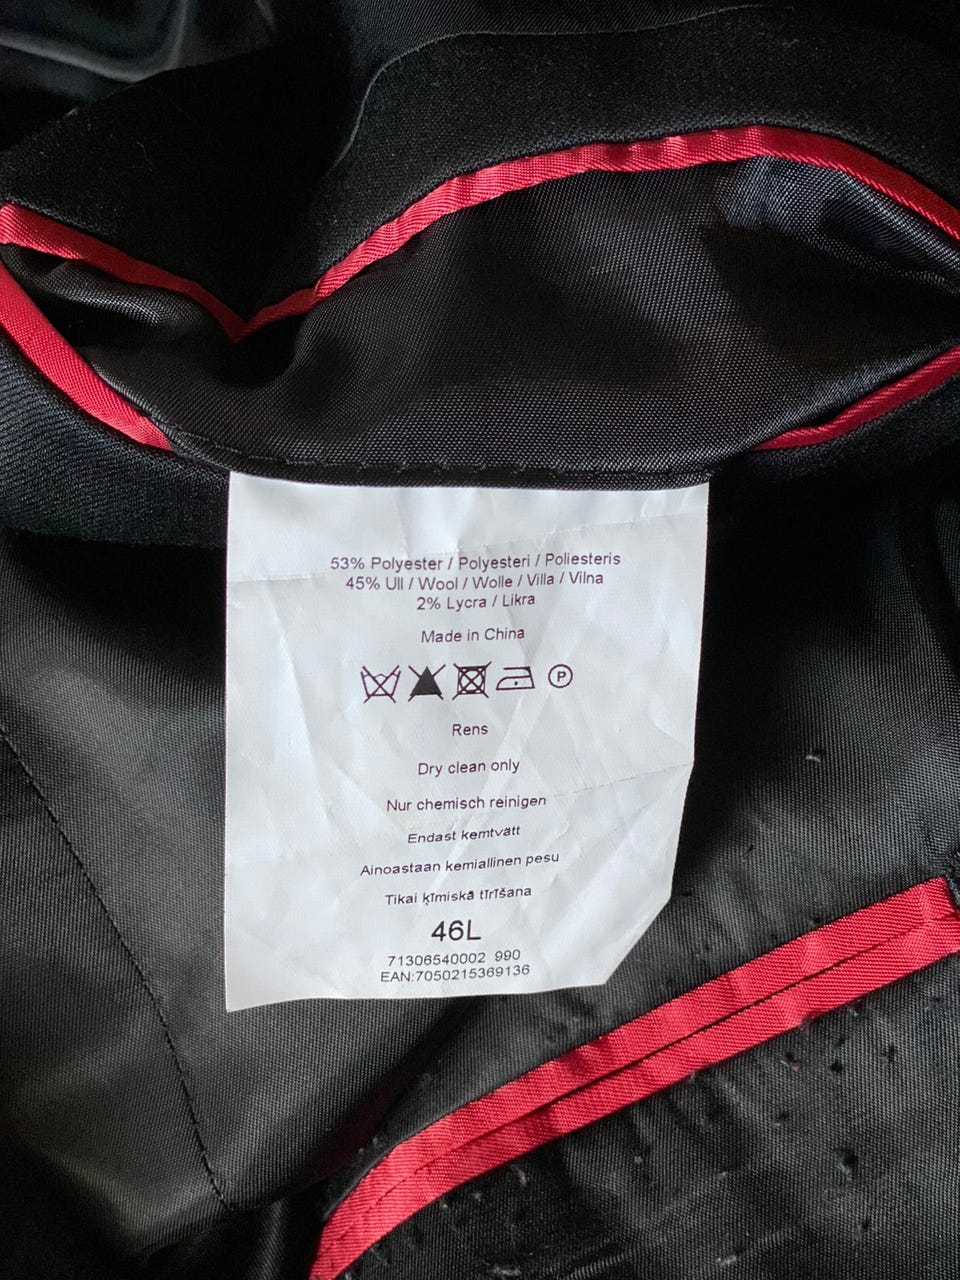 53% Polyester / Polyesteri / Poliesteris
45% Ull / Wool / Wolle / Villa / Vilna
2% Lycra / Likra
Made in China
P
Rens
Dry clean only
Nur chemisch reinigen
Endast kemtvätt
Ainoastaan kemiallinen pesu
Tikai ķīmiskā tīrīšana
46L
71306540002 990
EAN:7050215369136